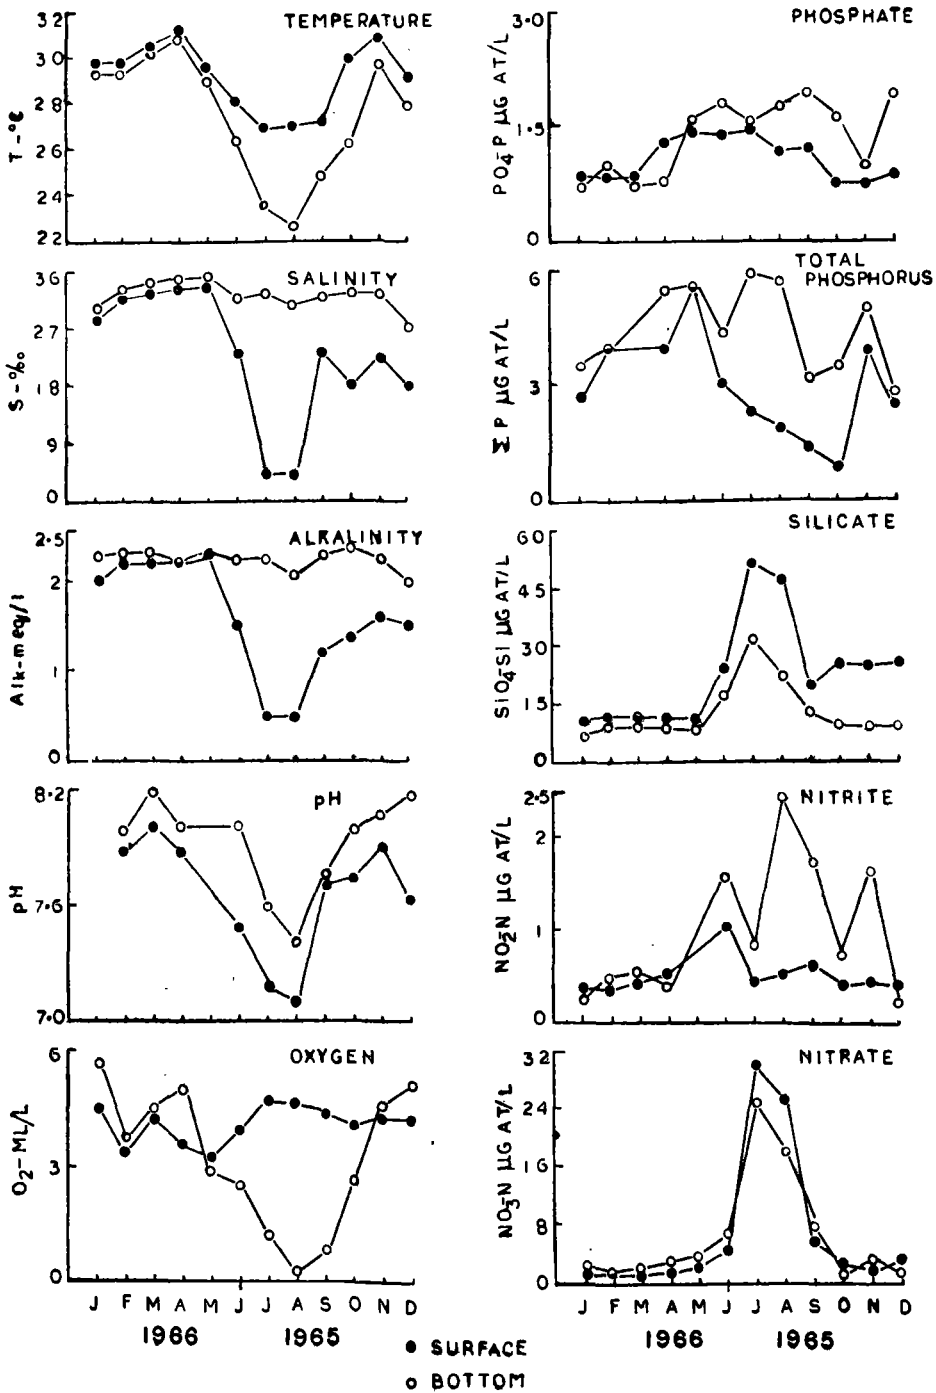 TEMPERATURE
T-°C
32
30
28
26
24
22
SALINITY
S-‰
36
27
18
9
0
ALKALINITY
Alk-meq/l
2.5
2
1
0
pH
pH
8.2
7.6
7.0
OXYGEN
O2-ML/L
6
3
0
J F M A M J J A S O N D
1966 1965
PHOSPHATE
PO4-P µG AT/L
3.0
1.5
0
TOTAL
PHOSPHORUS
Σ P µG AT/L
6
3
0
SILICATE
SiO4-SI µG AT/L
60
45
30
15
0
NITRITE
NO2-N µG AT/L
2.5
2
1
0
NITRATE
NO3-N µG AT/L
32
24
16
8
0
J F M A M J J A S O N D
1966 1965
● SURFACE
○ BOTTOM